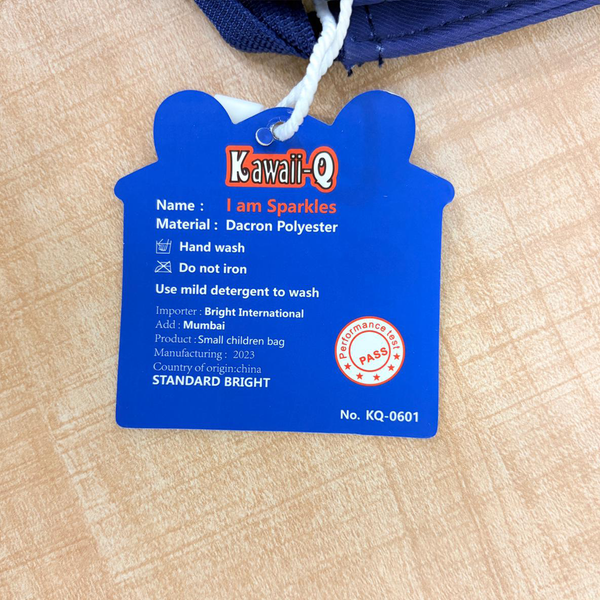 Kawaii-Q
Name : I am Sparkles
Material : Dacron Polyester
Hand wash
Do not iron
Use mild detergent to wash
Importer : Bright International
Add : Mumbai
Product : Small children bag
Manufacturing : 2023
Country of origin:china
STANDARD BRIGHT
Performance test
PASS
No. KQ-0601